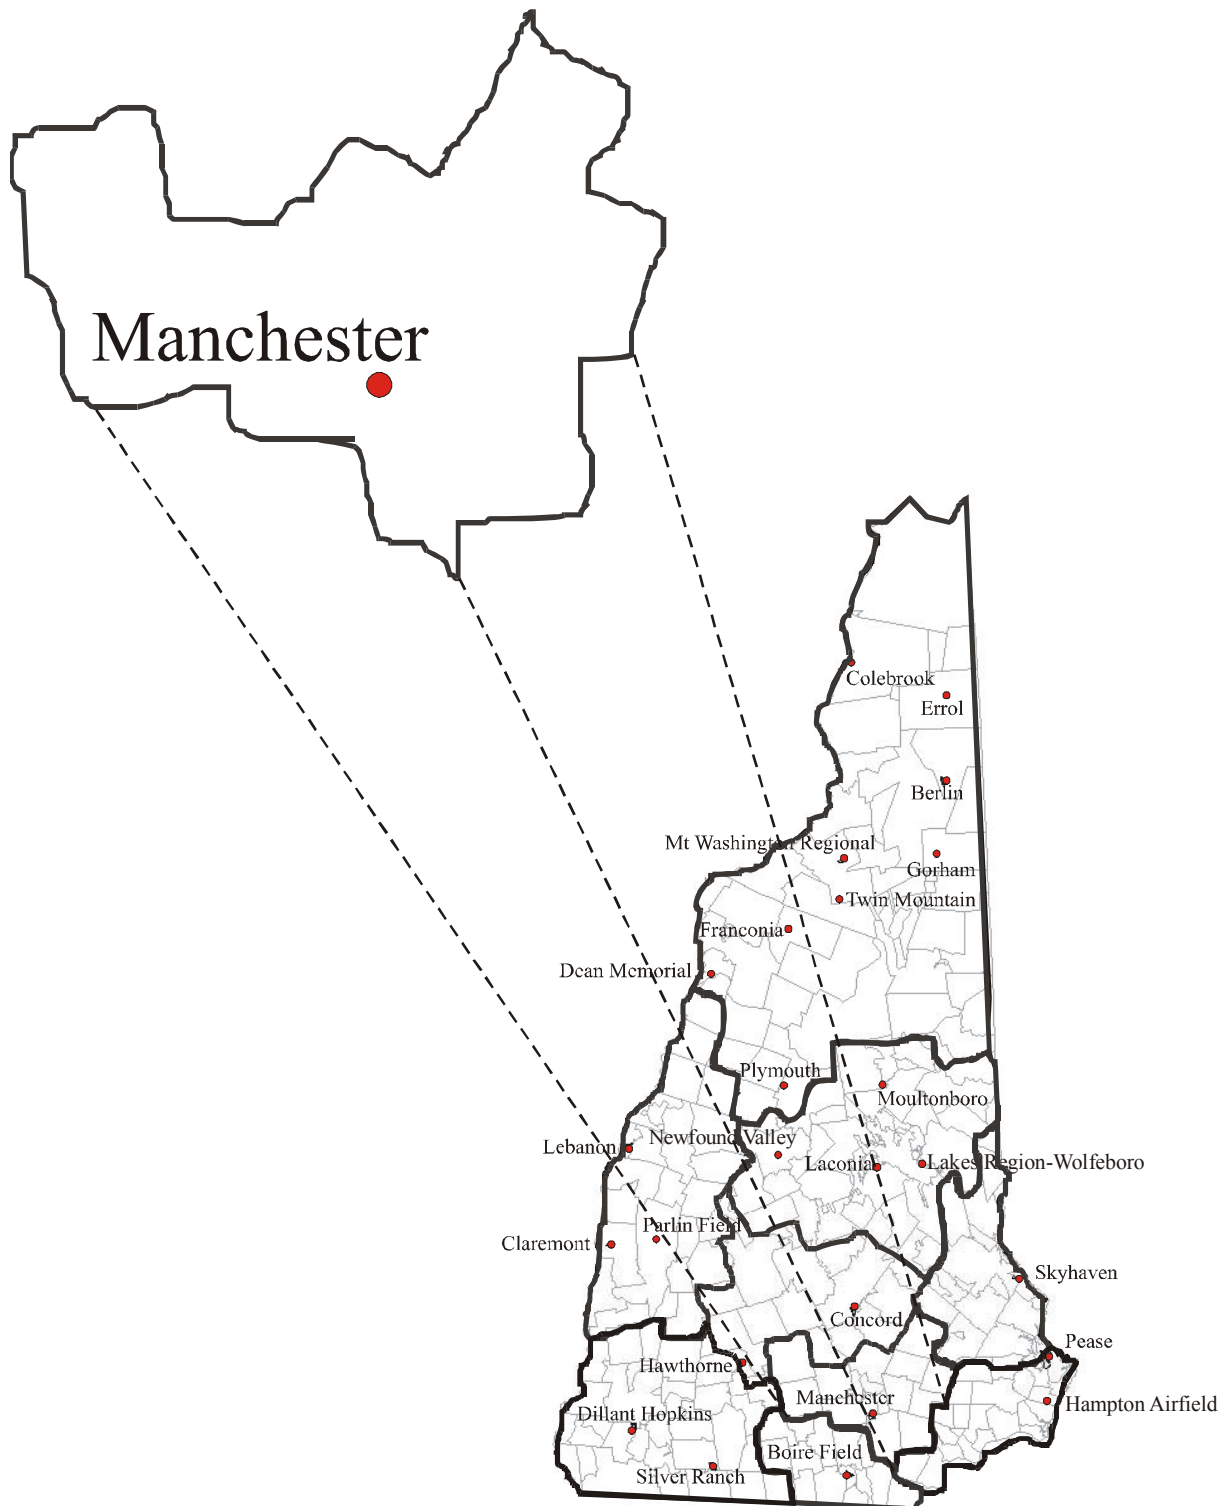 Manchester
Colebrook
Errol
Berlin
Mt Washington Regional
Gorham
Twin Mountain
Franconia
Dean Memorial
Plymouth
Moultonboro
Newfound Valley
Lebanon
Laconia
Lakes Region-Wolfeboro
Parlin Field
Claremont
Skyhaven
Concord
Pease
Hawthorne
Manchester
Hampton Airfield
Dillant Hopkins
Boire Field
Silver Ranch